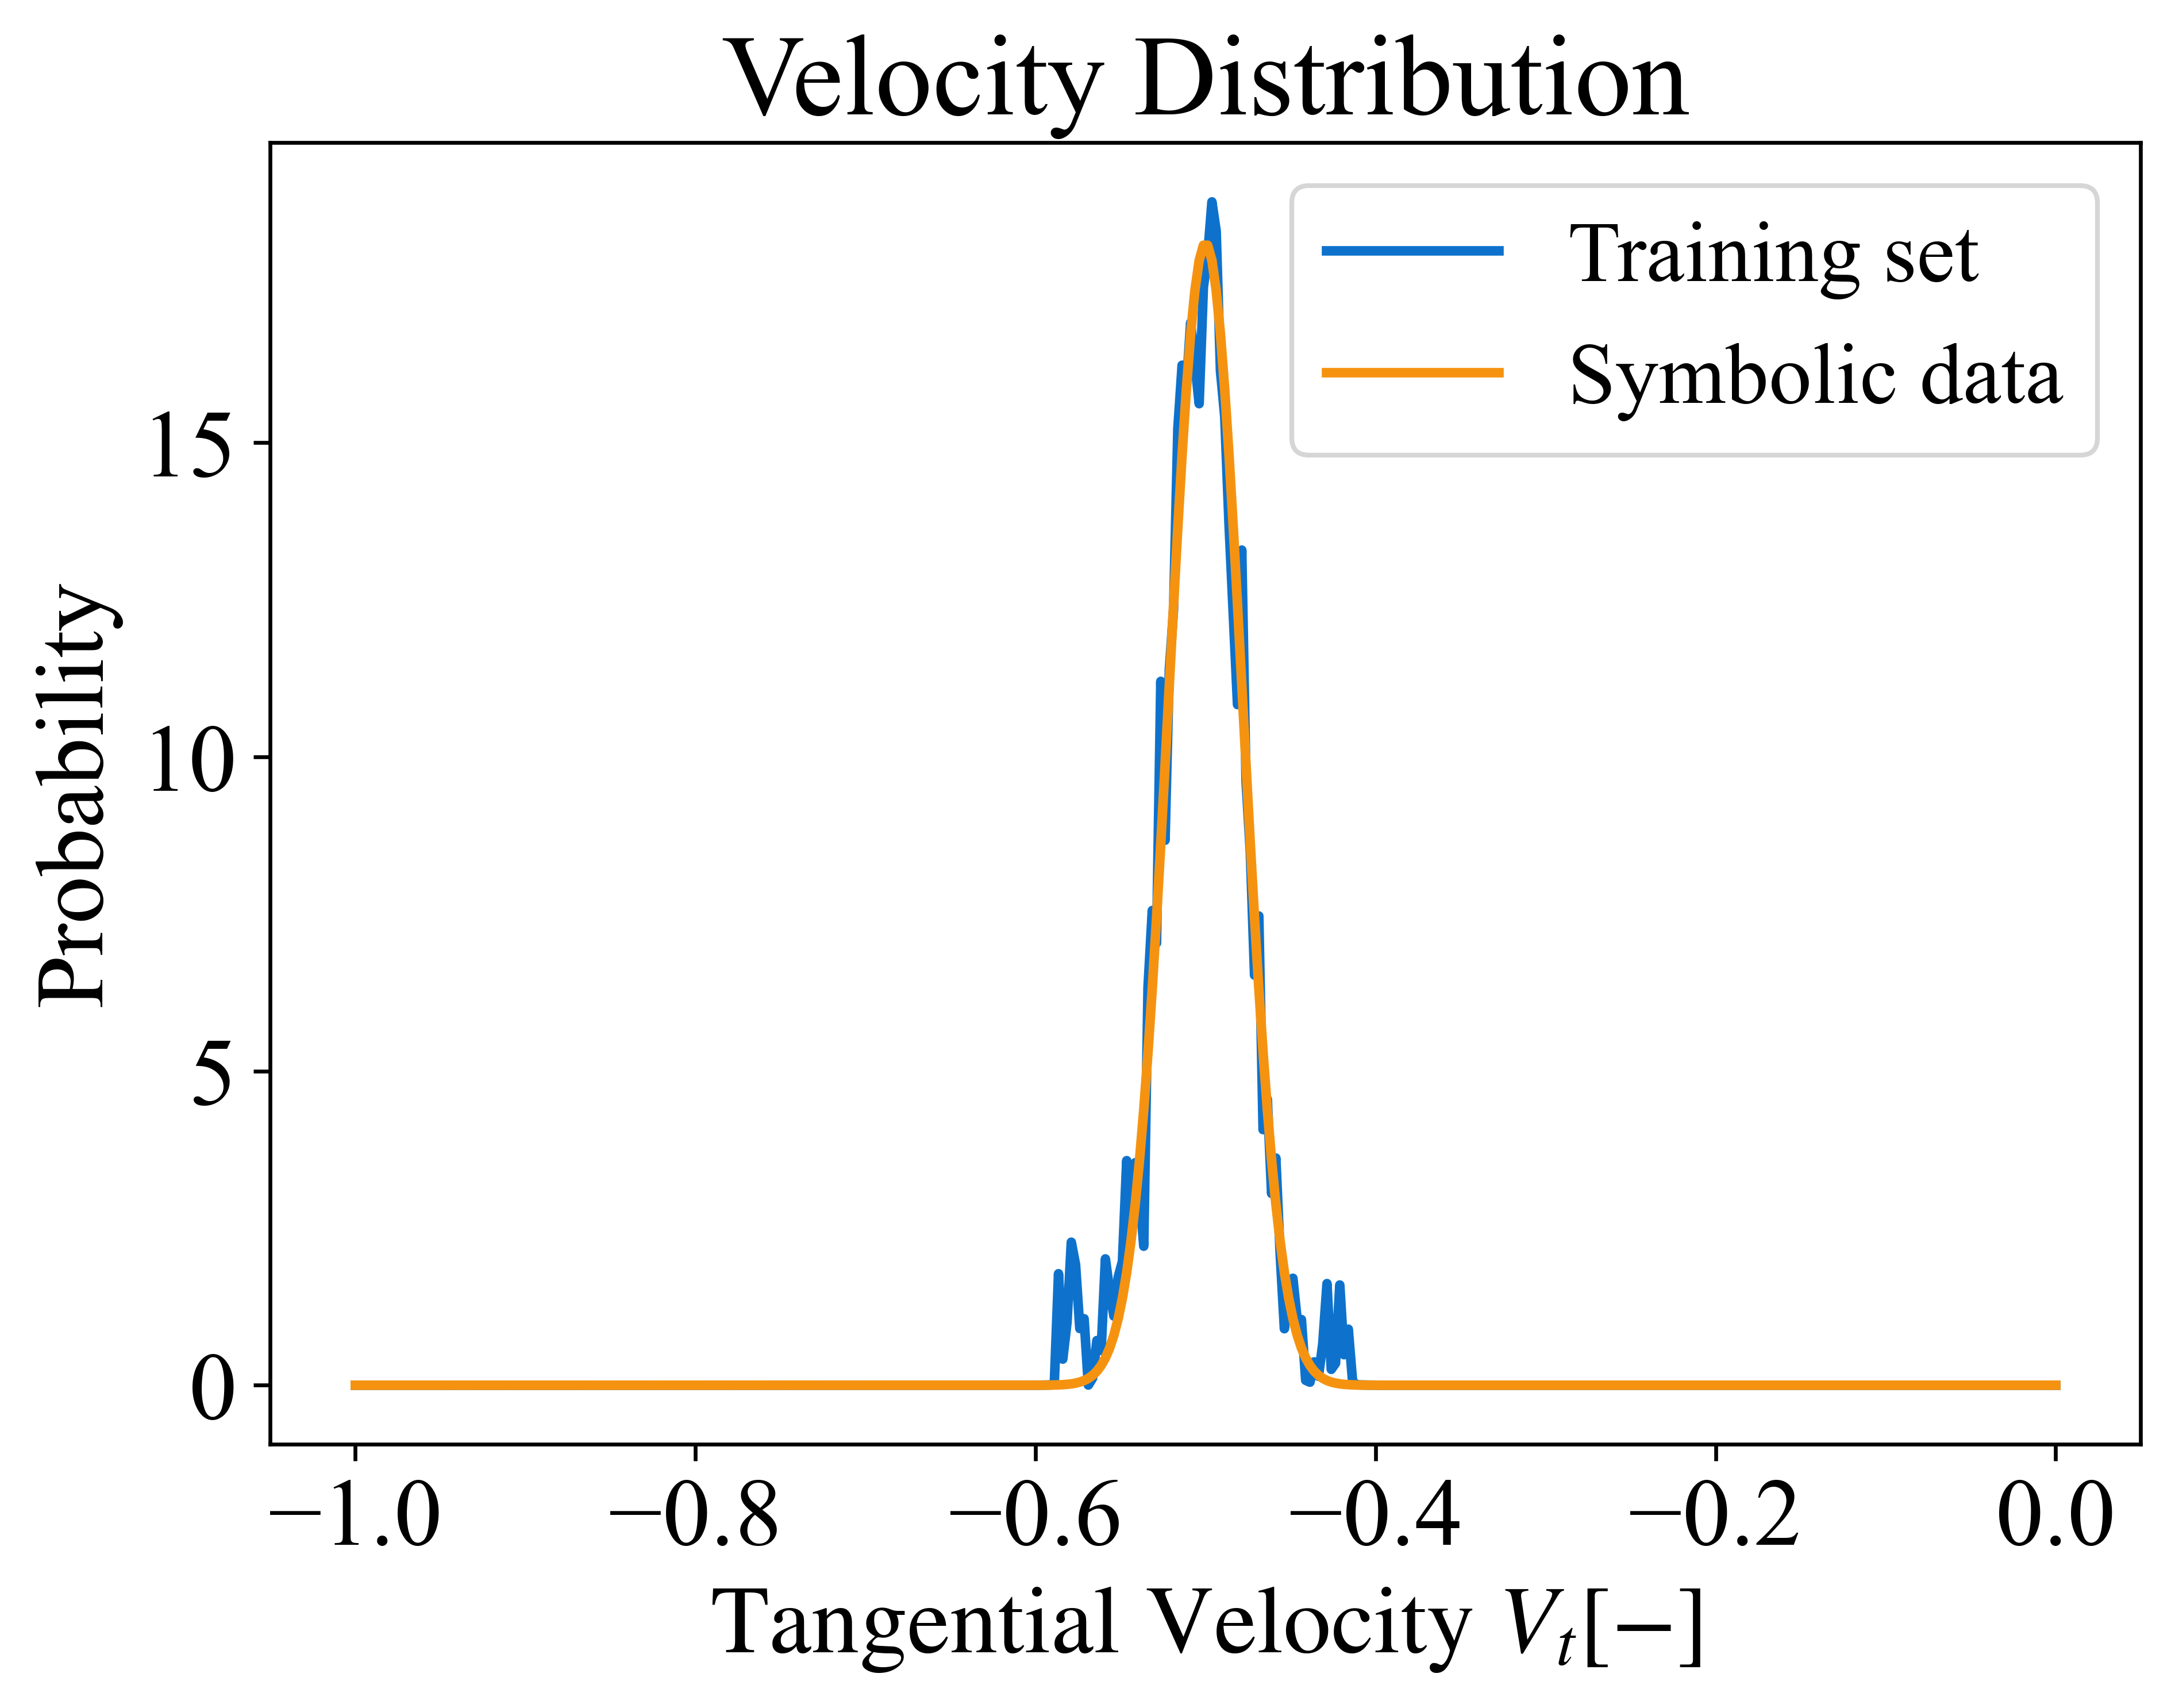 Velocity Distribution
Training set
Symbolic data
Probability
15
10
5
0
−1.0 −0.8 −0.6 −0.4 −0.2 0.0
Tangential Velocity Vₜ[−]